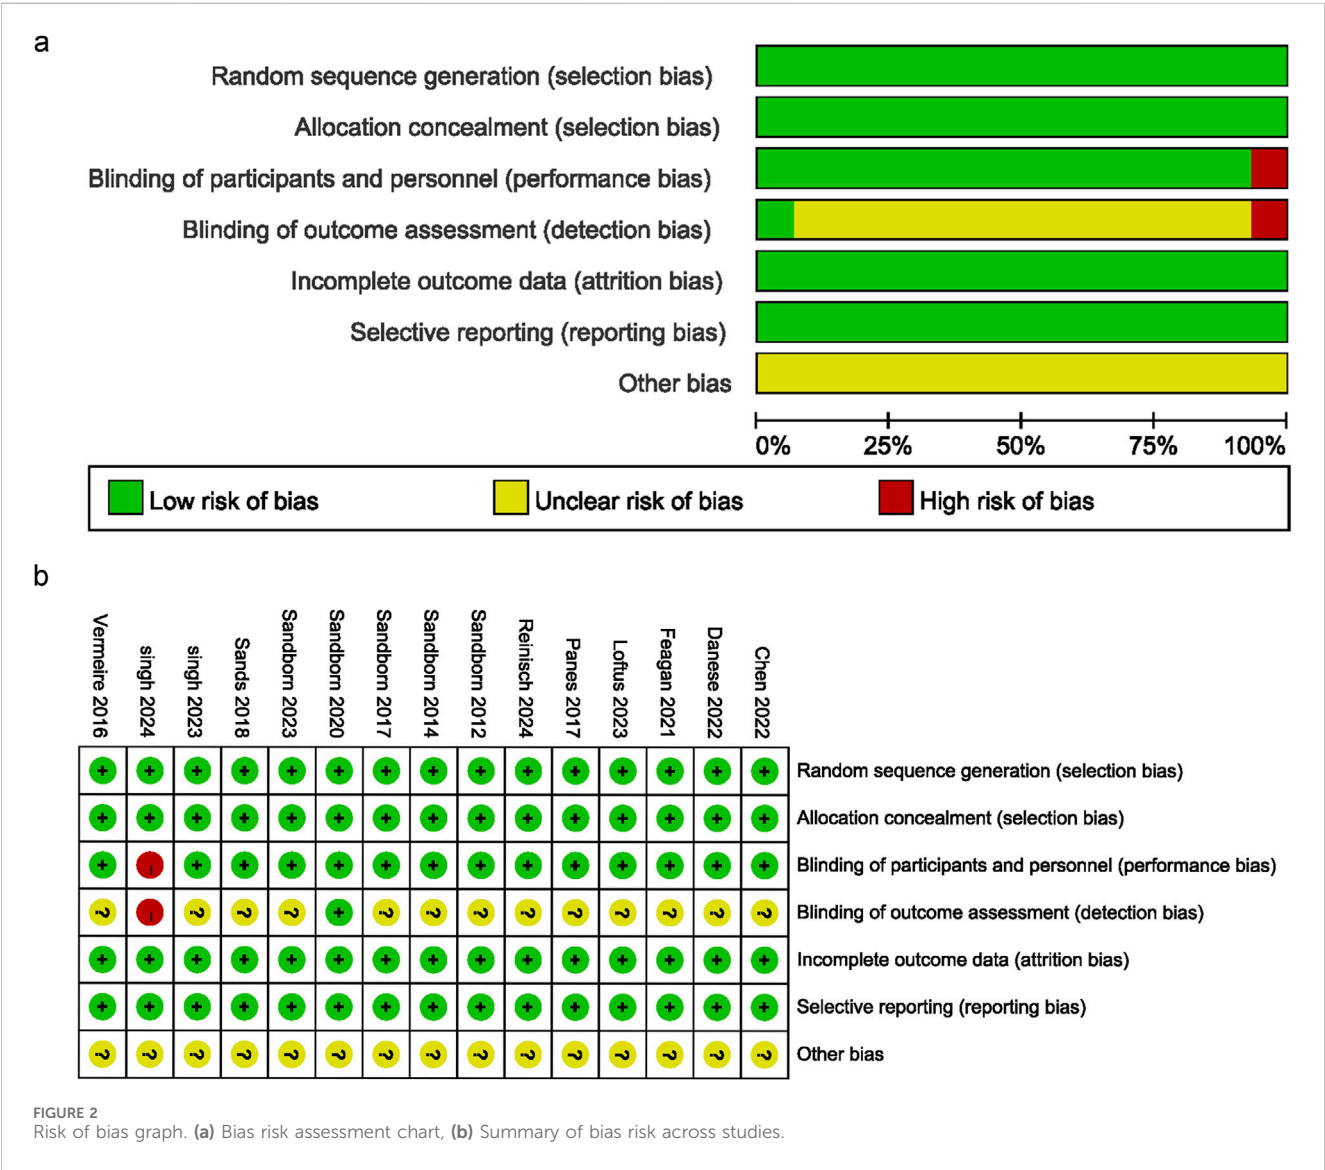 a
Random sequence generation (selection bias)
Allocation concealment (selection bias)
Blinding of participants and personnel (performance bias)
Blinding of outcome assessment (detection bias)
Incomplete outcome data (attrition bias)
Selective reporting (reporting bias)
Other bias
0% 25% 50% 75% 100%
Low risk of bias Unclear risk of bias High risk of bias
b
Vermeire 2016
singh 2024
singh 2023
Sands 2018
Sandborn 2023
Sandborn 2020
Sandborn 2017
Sandborn 2014
Sandborn 2012
Reinisch 2024
Panes 2017
Loftus 2023
Feagan 2021
Danese 2022
Chen 2022
+ + + + + + + + + + + + + + + Random sequence generation (selection bias)
+ + + + + + + + + + + + + + + Allocation concealment (selection bias)
+ - + + + + + + + + + + + + + Blinding of participants and personnel (performance bias)
? - ? ? ? + ? ? ? ? ? ? ? ? ? Blinding of outcome assessment (detection bias)
+ + + + + + + + + + + + + + + Incomplete outcome data (attrition bias)
+ + + + + + + + + + + + + + + Selective reporting (reporting bias)
? ? ? ? ? ? ? ? ? ? ? ? ? ? ? Other bias
FIGURE 2
Risk of bias graph. (a) Bias risk assessment chart, (b) Summary of bias risk across studies.